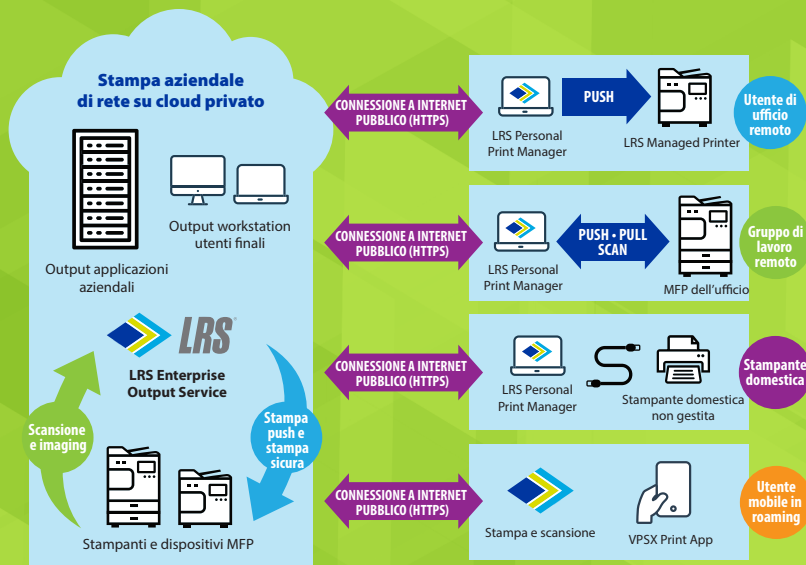 Stampa aziendale
di rete su cloud privato
Output workstation
utenti finali
Output applicazioni
aziendali
LRS
LRS Enterprise
Output Service
Scansione
e imaging
Stampa
push e
stampa
sicura
Stampanti e dispositivi MFP
CONNESSIONE A INTERNET
PUBBLICO (HTTPS)
LRS Personal
Print Manager
PUSH
LRS Managed Printer
Utente di
ufficio
remoto
CONNESSIONE A INTERNET
PUBBLICO (HTTPS)
LRS Personal
Print Manager
PUSH • PULL
SCAN
MFP dell'ufficio
Gruppo di
lavoro
remoto
CONNESSIONE A INTERNET
PUBBLICO (HTTPS)
LRS Personal
Print Manager
Stampante domestica
non gestita
Stampante
domestica
CONNESSIONE A INTERNET
PUBBLICO (HTTPS)
Stampa e scansione
VPSX Print App
Utente
mobile in
roaming